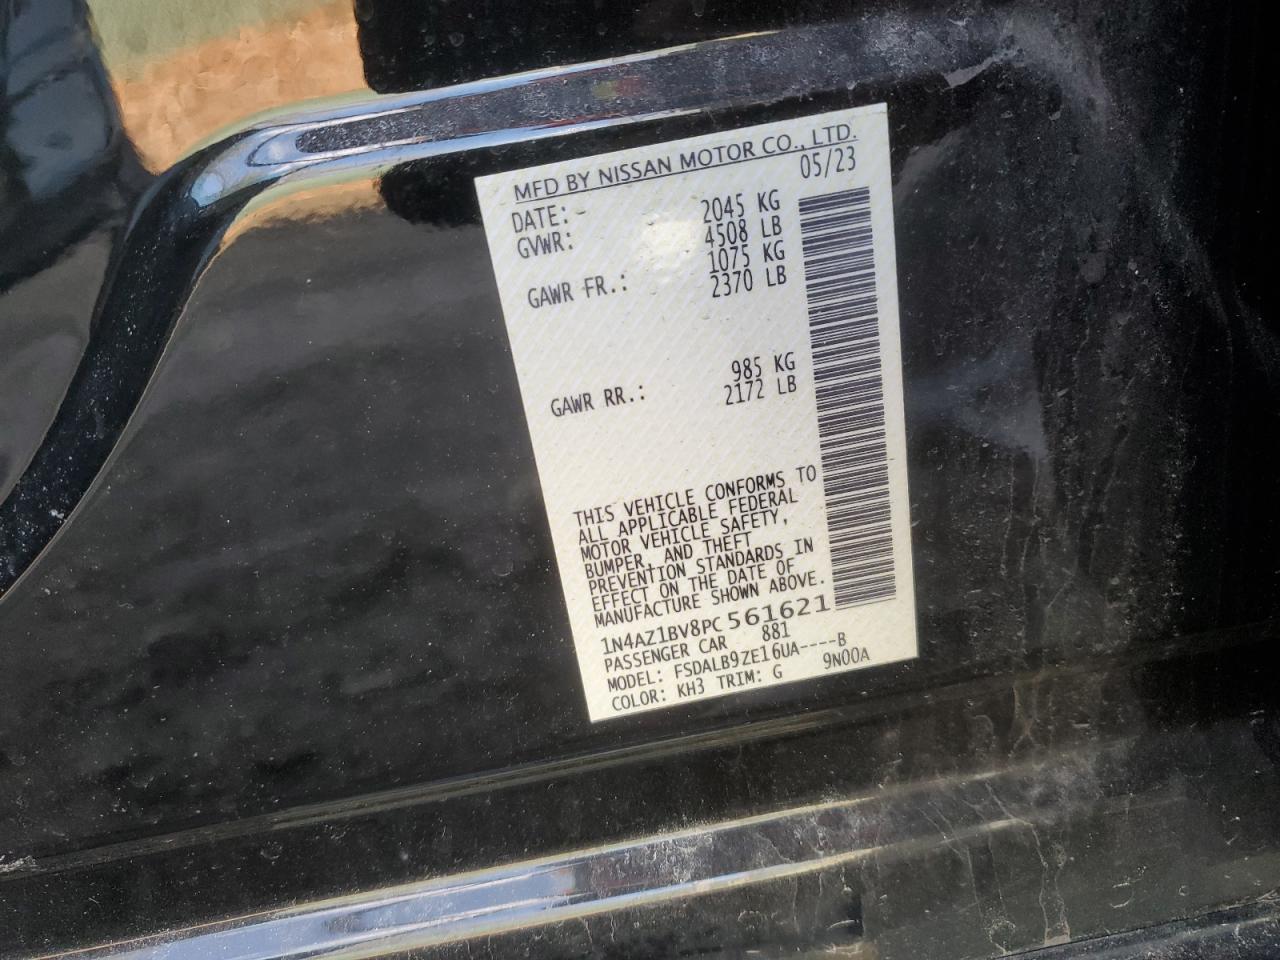 MFD BY NISSAN MOTOR CO., LTD.
DATE: 05/23
GVWR: 2045 KG
4508 LB
GAWR FR.: 1075 KG
2370 LB
GAWR RR.: 985 KG
2172 LB
THIS VEHICLE CONFORMS TO
ALL APPLICABLE FEDERAL
MOTOR VEHICLE SAFETY,
BUMPER, AND THEFT
PREVENTION STANDARDS IN
EFFECT ON THE DATE OF
MANUFACTURE SHOWN ABOVE.
1N4AZ1BV8PC561621
PASSENGER CAR 881
MODEL: FSDALB9ZE16UA----B
COLOR: KH3 TRIM: G 9N00A